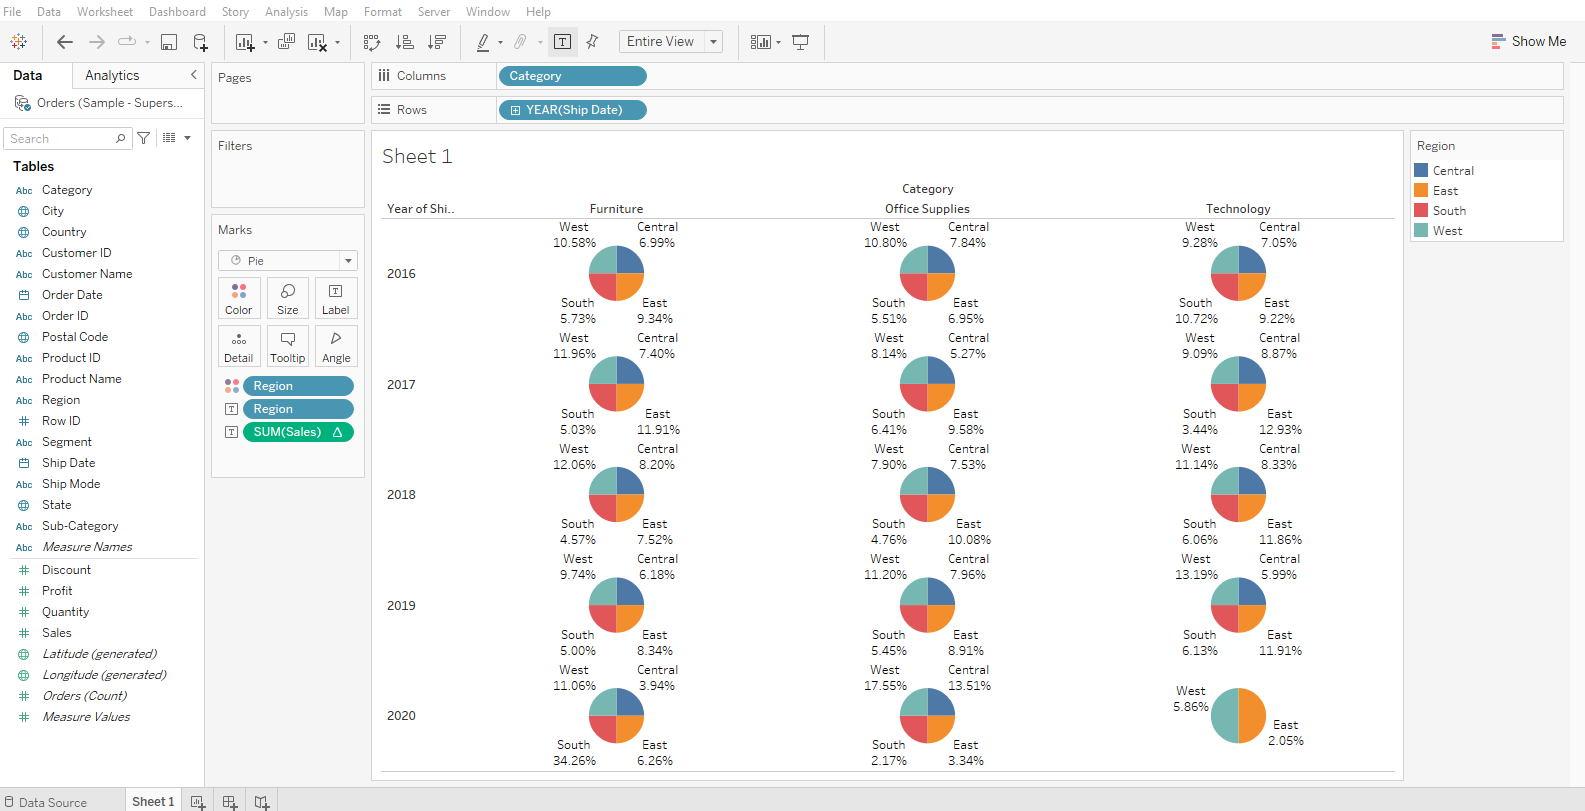 File Data Worksheet Dashboard Story Analysis Map Format Server Window Help
Entire View
Show Me
Data Analytics
Orders (Sample - Supers...
Search
Tables
Abc Category
City
Country
Abc Customer ID
Abc Customer Name
Order Date
Abc Order ID
Postal Code
Abc Product ID
Abc Product Name
Abc Region
# Row ID
Abc Segment
Ship Date
Abc Ship Mode
State
Abc Sub-Category
Abc Measure Names
# Discount
# Profit
# Quantity
# Sales
Latitude (generated)
Longitude (generated)
# Orders (Count)
# Measure Values
Pages
Filters
Marks
Pie
Color Size Label
Detail Tooltip Angle
Region
Region
SUM(Sales) Δ
Columns Category
Rows YEAR(Ship Date)
Sheet 1
Category
Year of Shi.. Furniture Office Supplies Technology
West Central West Central West Central
10.58% 6.99% 10.80% 7.84% 9.28% 7.05%
2016
South East South East South East
5.73% 9.34% 5.51% 6.95% 10.72% 9.22%
West Central West Central West Central
11.96% 7.40% 8.14% 5.27% 9.09% 8.87%
2017
South East South East South East
5.03% 11.91% 6.41% 9.58% 3.44% 12.93%
West Central West Central West Central
12.06% 8.20% 7.90% 7.53% 11.14% 8.33%
2018
South East South East South East
4.57% 7.52% 4.76% 10.08% 6.06% 11.86%
West Central West Central West Central
9.74% 6.18% 11.20% 7.96% 13.19% 5.99%
2019
South East South East South East
5.00% 8.34% 5.45% 8.91% 6.13% 11.91%
West Central West Central
11.06% 3.94% 17.55% 13.51%
West
5.86%
2020
East
2.05%
South East South East
34.26% 6.26% 2.17% 3.34%
Region
Central
East
South
West
Data Source Sheet 1